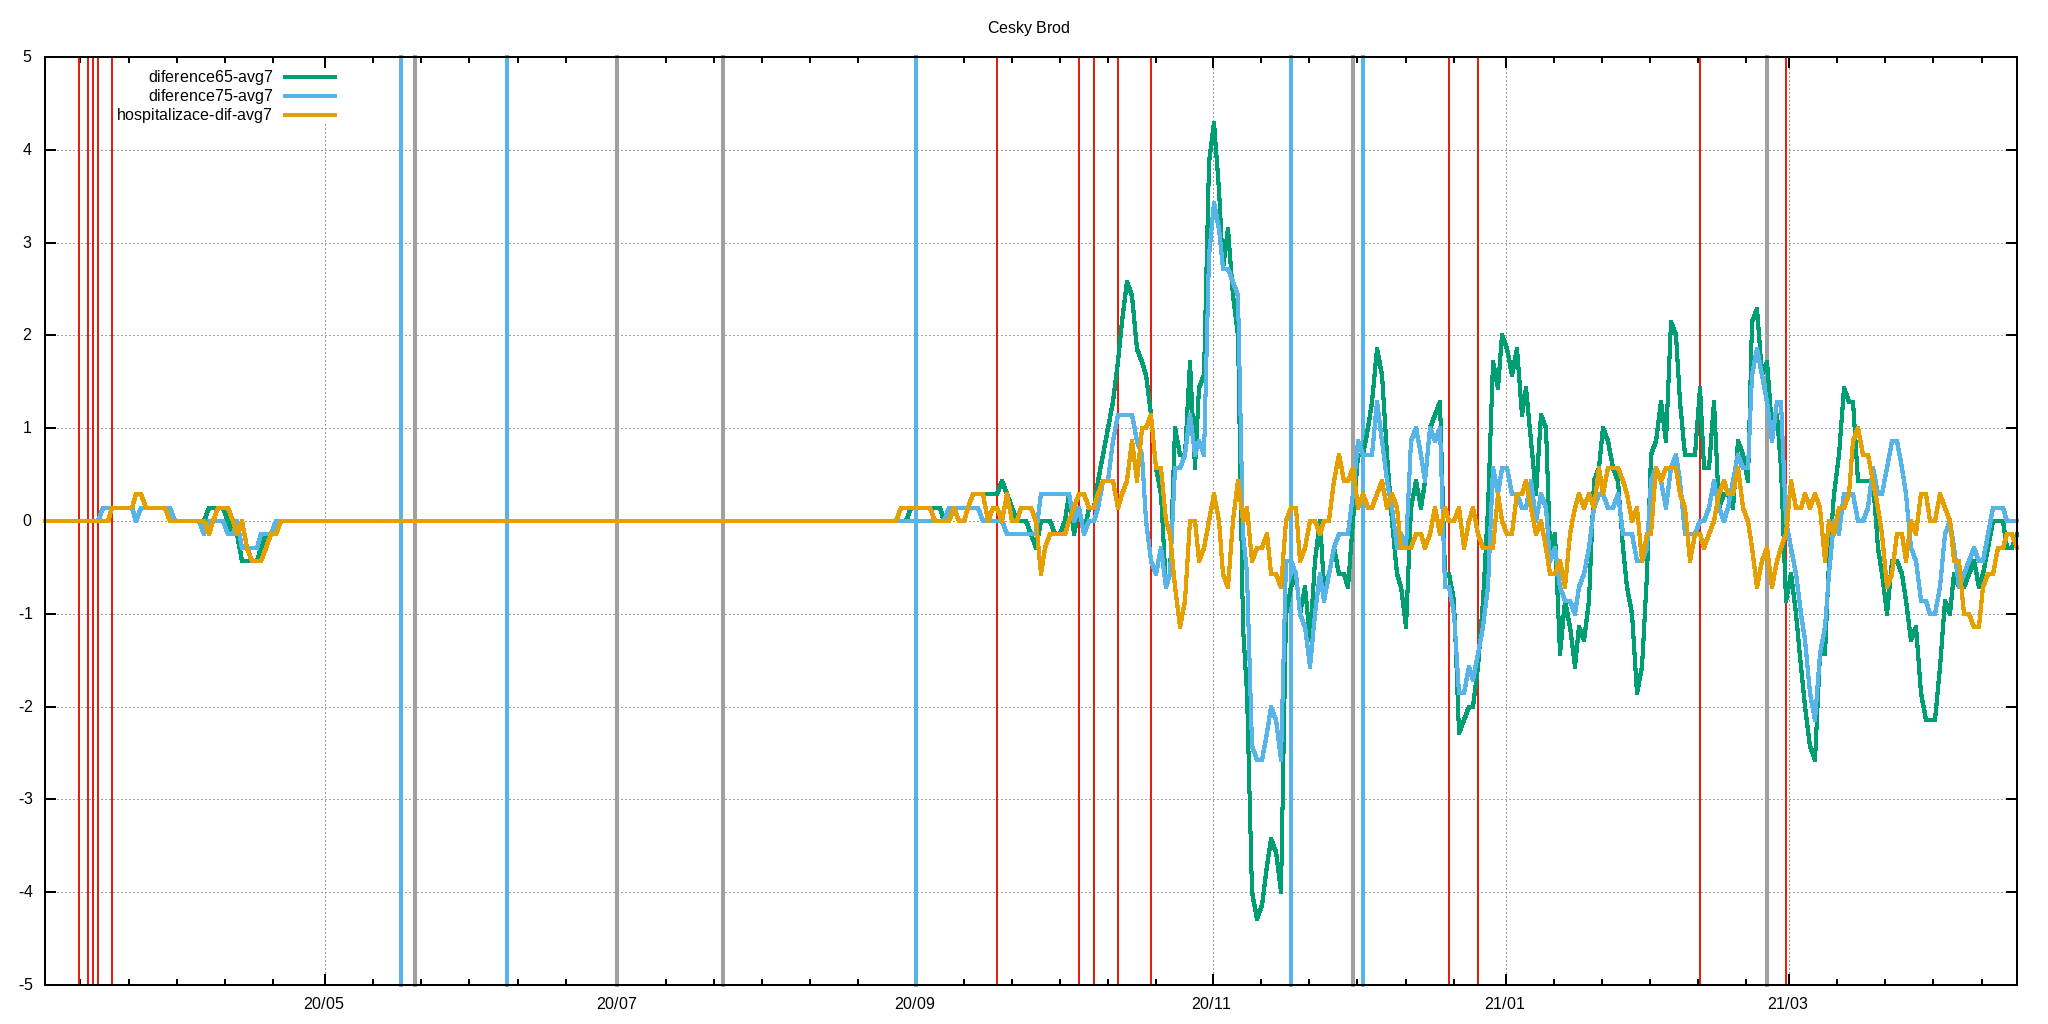 Cesky Brod
diference65-avg7
diference75-avg7
hospitalizace-dif-avg7
5
4
3
2
1
0
-1
-2
-3
-4
-5
20/05 20/07 20/09 20/11 21/01 21/03